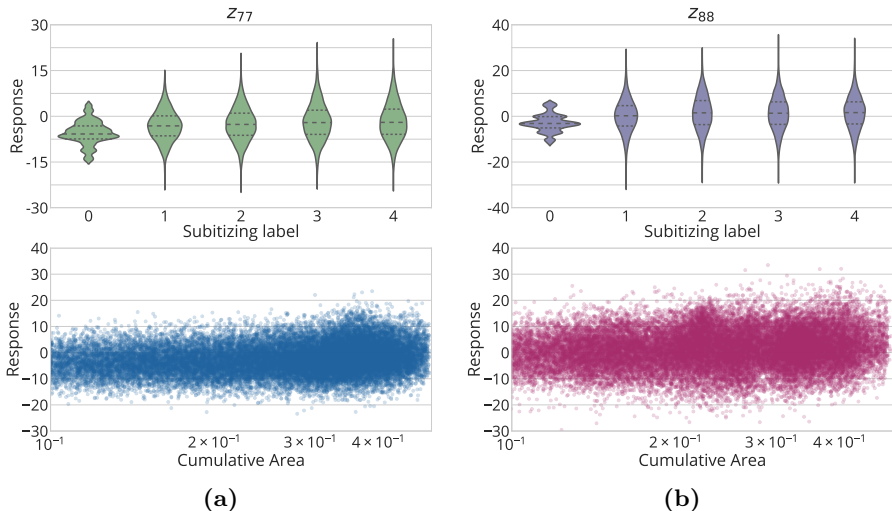 z77
30
15
0
−15
−30
Response
0 1 2 3 4
Subitizing label
40
30
20
10
0
−10
−20
−30
Response
10⁻¹ 2 × 10⁻¹ 3 × 10⁻¹ 4 × 10⁻¹
Cumulative Area
(a)
z88
40
20
0
−20
−40
Response
0 1 2 3 4
Subitizing label
40
30
20
10
0
−10
−20
−30
Response
10⁻¹ 2 × 10⁻¹ 3 × 10⁻¹ 4 × 10⁻¹
Cumulative Area
(b)